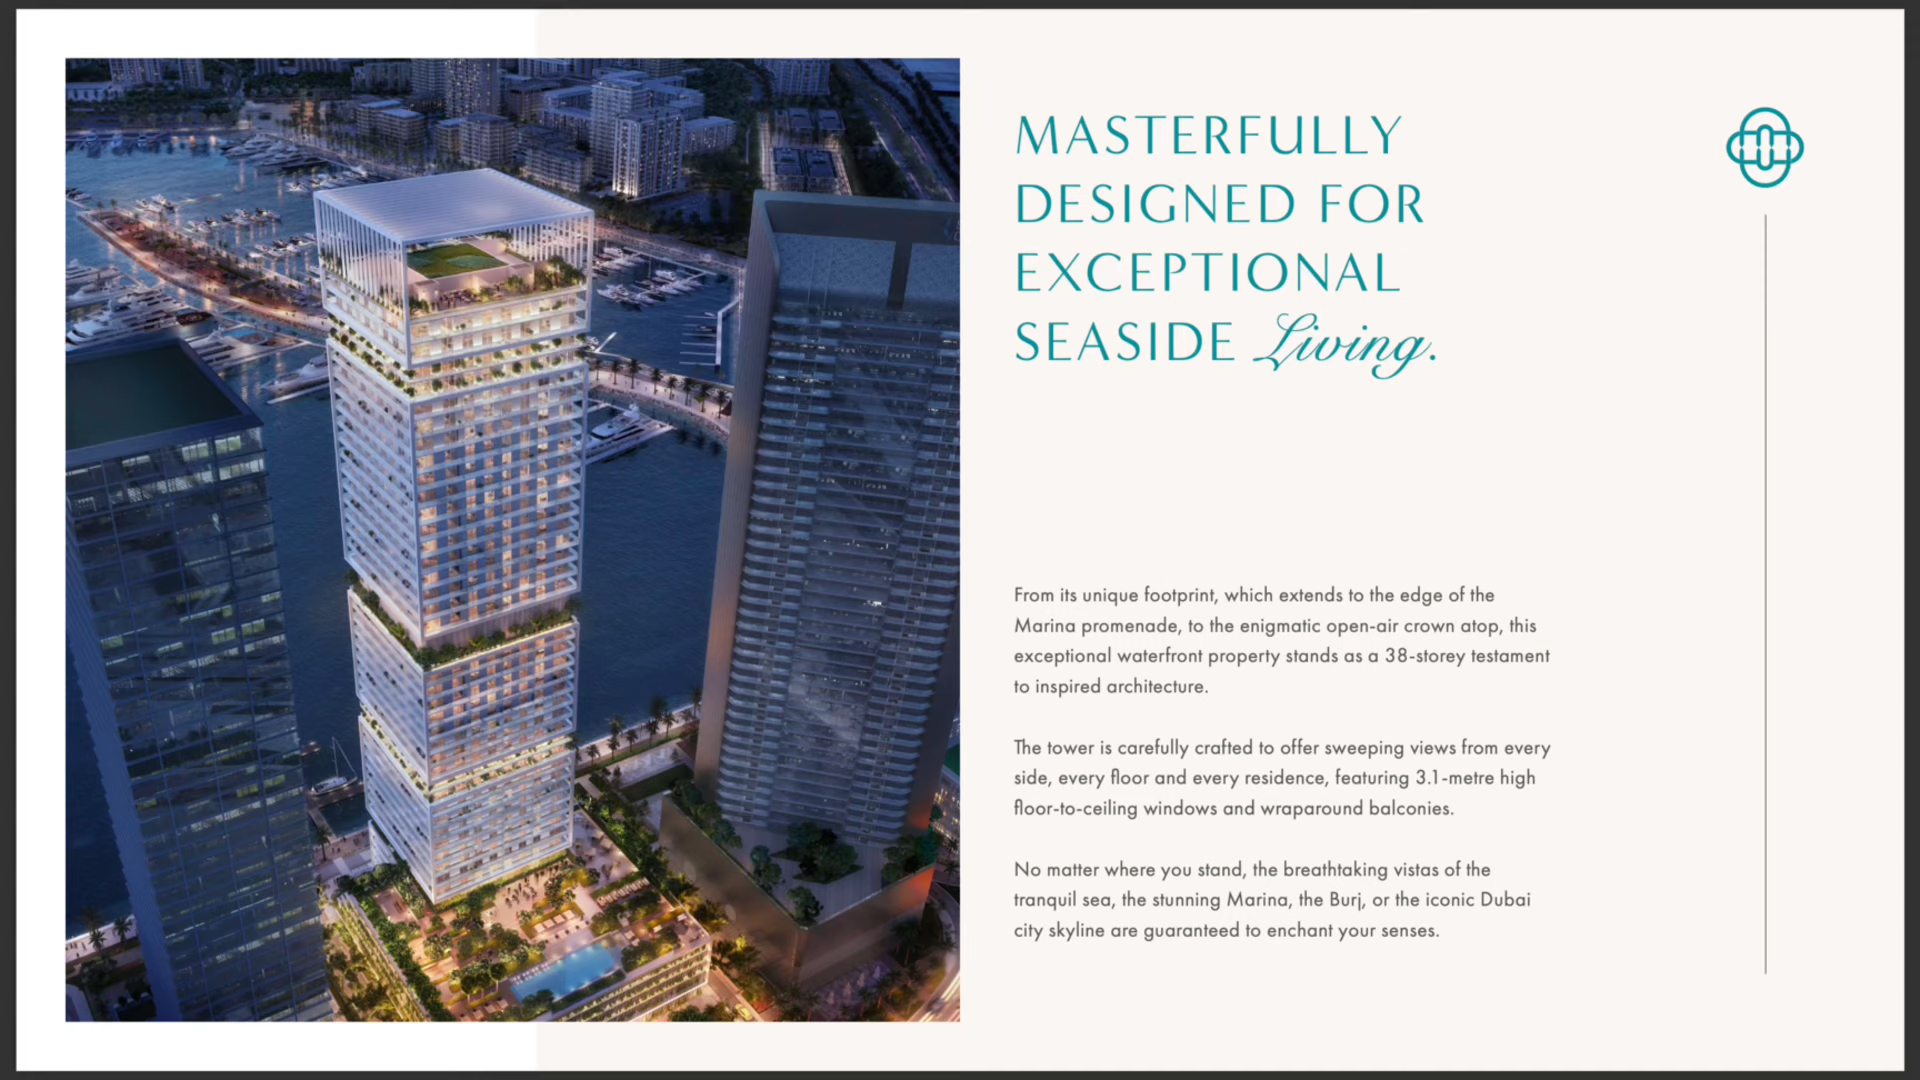 MASTERFULLY
DESIGNED FOR
EXCEPTIONAL
SEASIDE Living.
From its unique footprint, which extends to the edge of the
Marina promenade, to the enigmatic open-air crown atop, this
exceptional waterfront property stands as a 38-storey testament
to inspired architecture.
The tower is carefully crafted to offer sweeping views from every
side, every floor and every residence, featuring 3.1-metre high
floor-to-ceiling windows and wraparound balconies.
No matter where you stand, the breathtaking vistas of the
tranquil sea, the stunning Marina, the Burj, or the iconic Dubai
city skyline are guaranteed to enchant your senses.